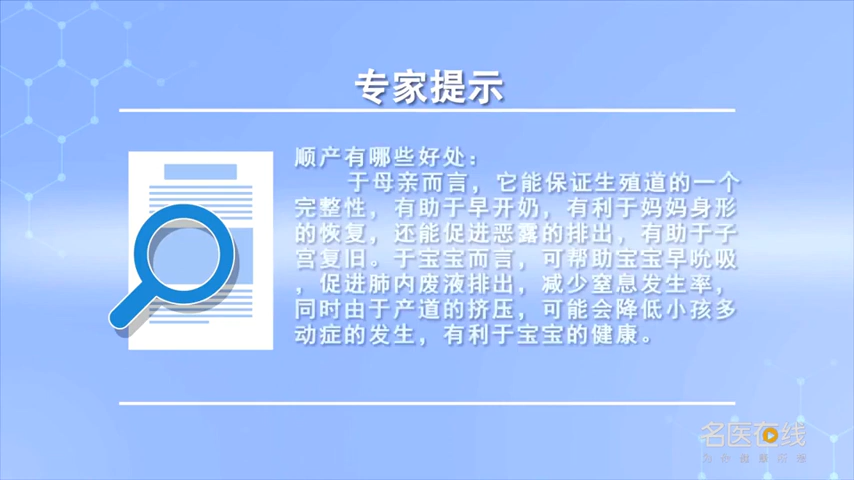 专家提示
顺产有哪些好处：
于母亲而言，它能保证生殖道的一个
完整性，有助于早开奶，有利于妈妈身形
的恢复，还能促进恶露的排出，有助于子
宫复旧。于宝宝而言，可帮助宝宝早吮吸
，促进肺内废液排出，减少窒息发生率，
同时由于产道的挤压，可能会降低小孩多
动症的发生，有利于宝宝的健康。
名医在线